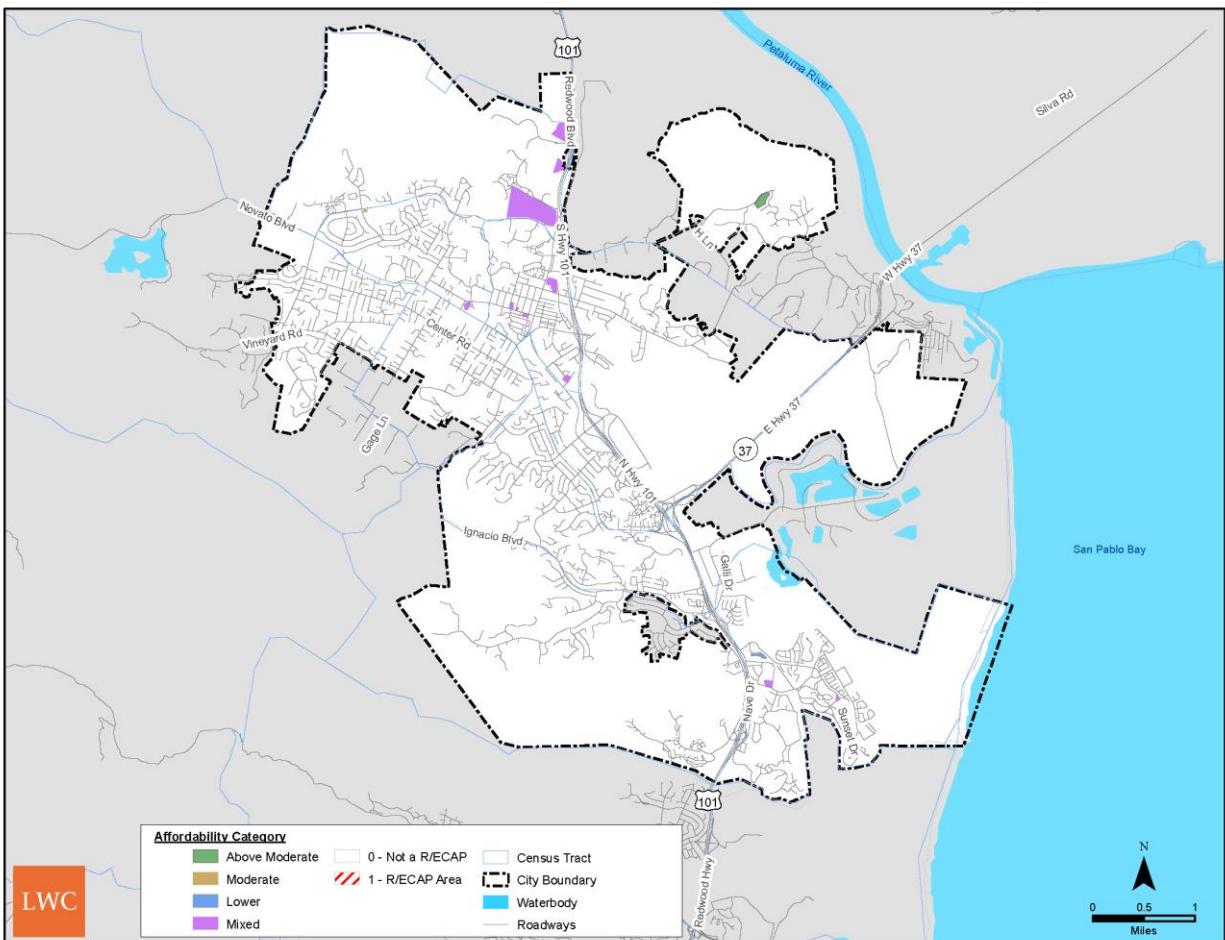 101
Redwood Blvd
Petaluma River
Silva Rd
Novato Blvd
S Hwy 101
H Ln
W Hwy 37
Center Rd
Vineyard Rd
Gage Ln
E Hwy 37
37
N Hwy 101
Ignacio Blvd
San Pablo Bay
Galli Dr
Nave Dr
Sunset Dr
101
Redwood Hwy
Affordability Category
Above Moderate
Moderate
Lower
Mixed
0 - Not a R/ECAP
1 - R/ECAP Area
Census Tract
City Boundary
Waterbody
Roadways
LWC
N
0 0.5 1
Miles